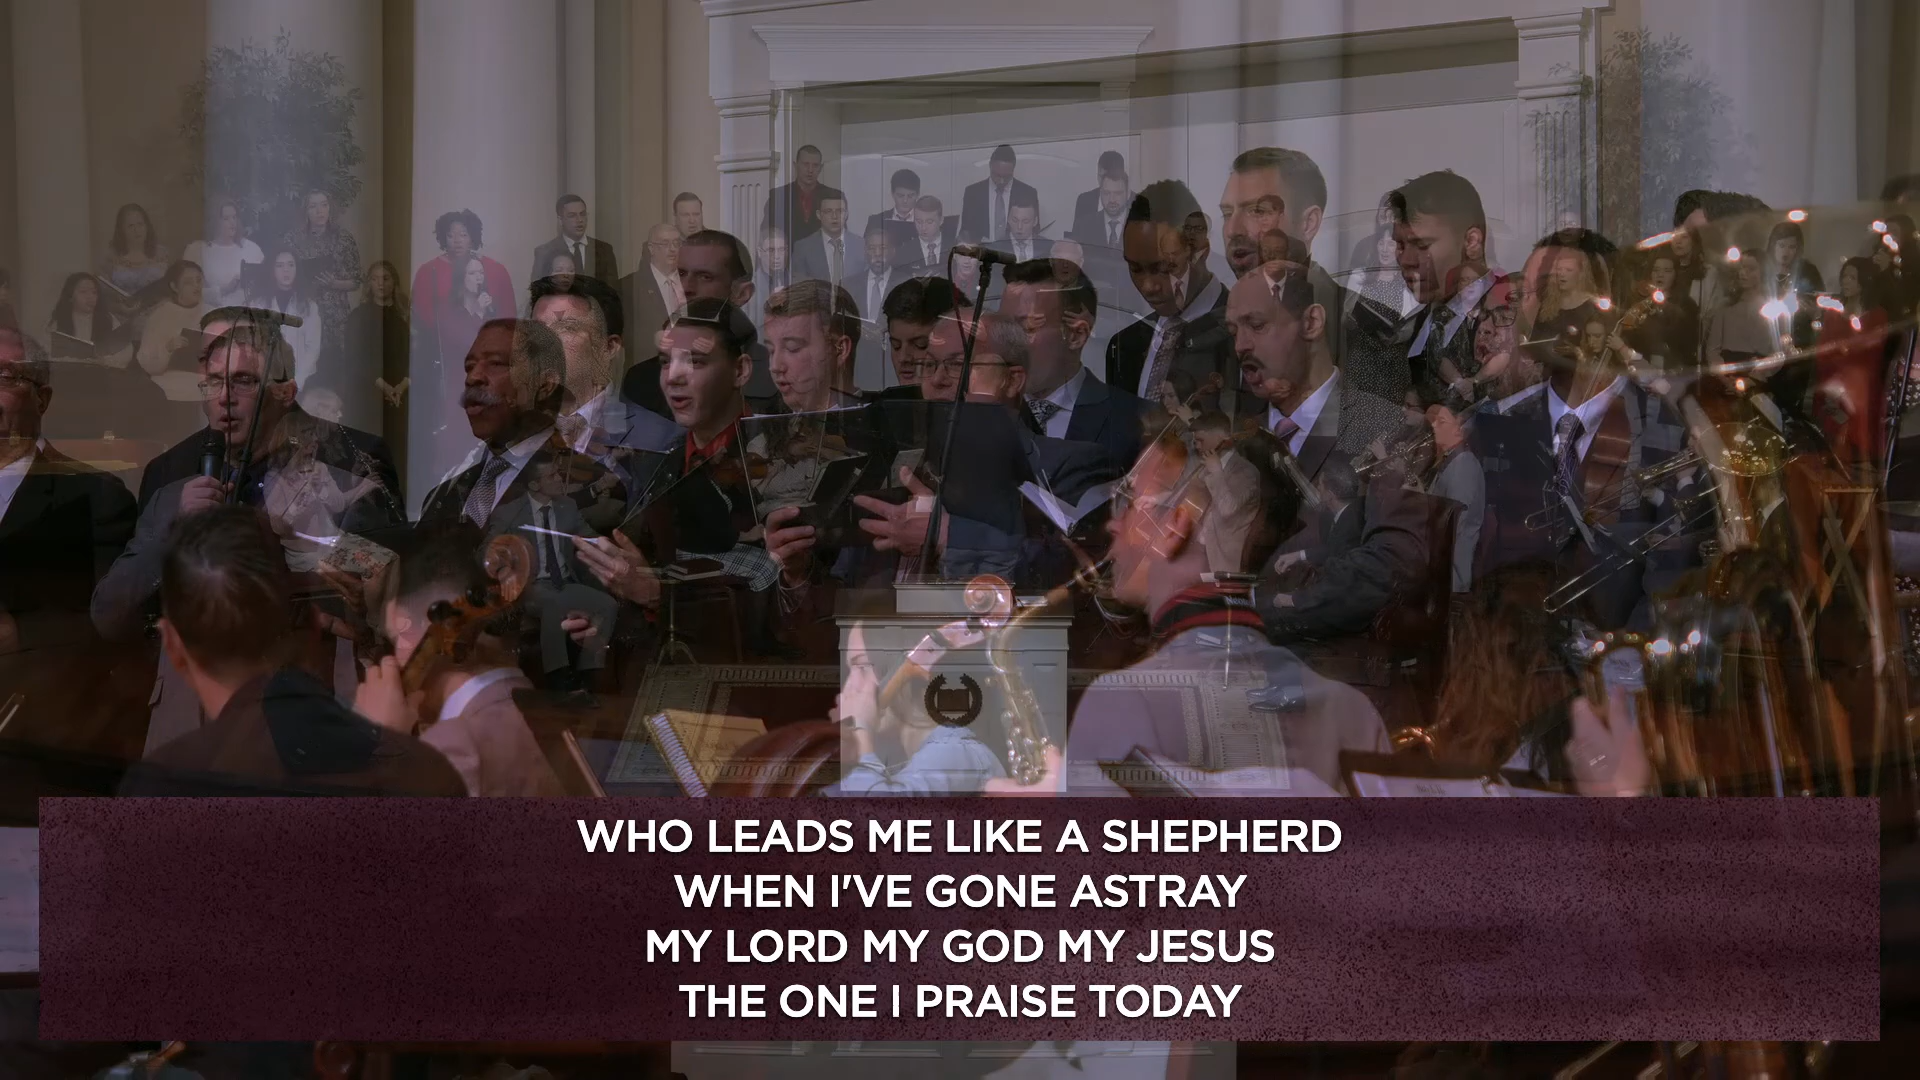 WHO LEADS ME LIKE A SHEPHERD
WHEN I'VE GONE ASTRAY
MY LORD MY GOD MY JESUS
THE ONE I PRAISE TODAY